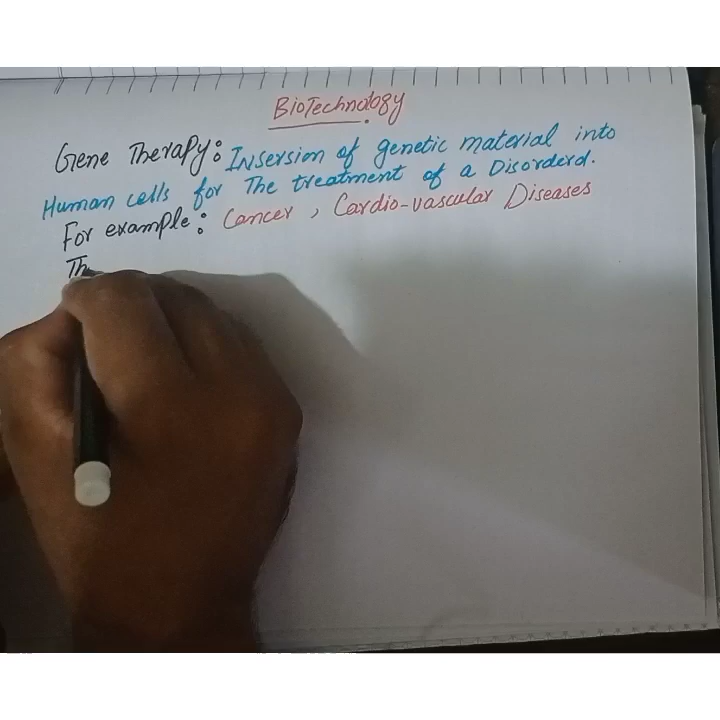 BioTechnology
Gene Therapy: Insersion of genetic material into
Human cells for The treatment of a Disorderd.
For example: Cancer, Cardio-vascular Diseases
Th